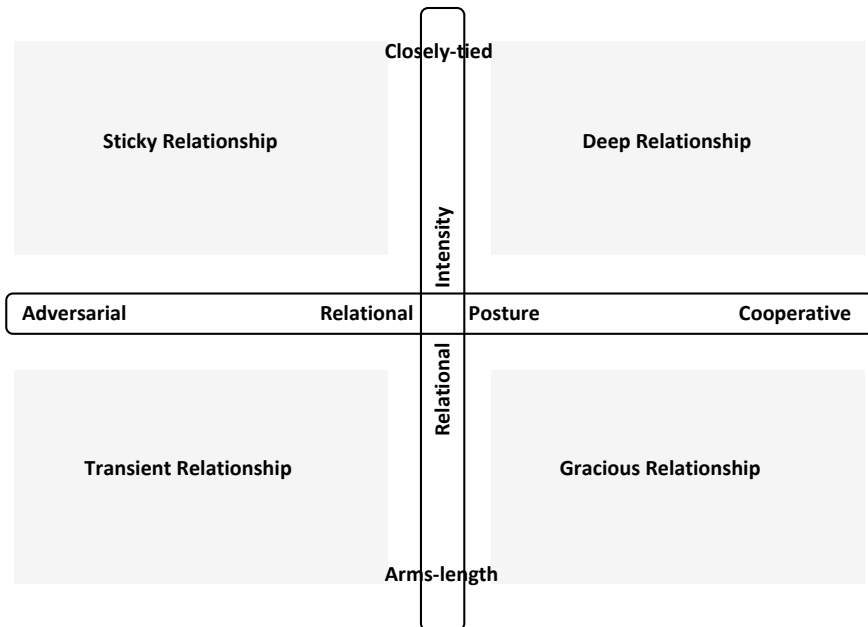 Closely-tied
Sticky Relationship
Deep Relationship
Relational Intensity
Adversarial
Relational Posture
Cooperative
Transient Relationship
Gracious Relationship
Arms-length